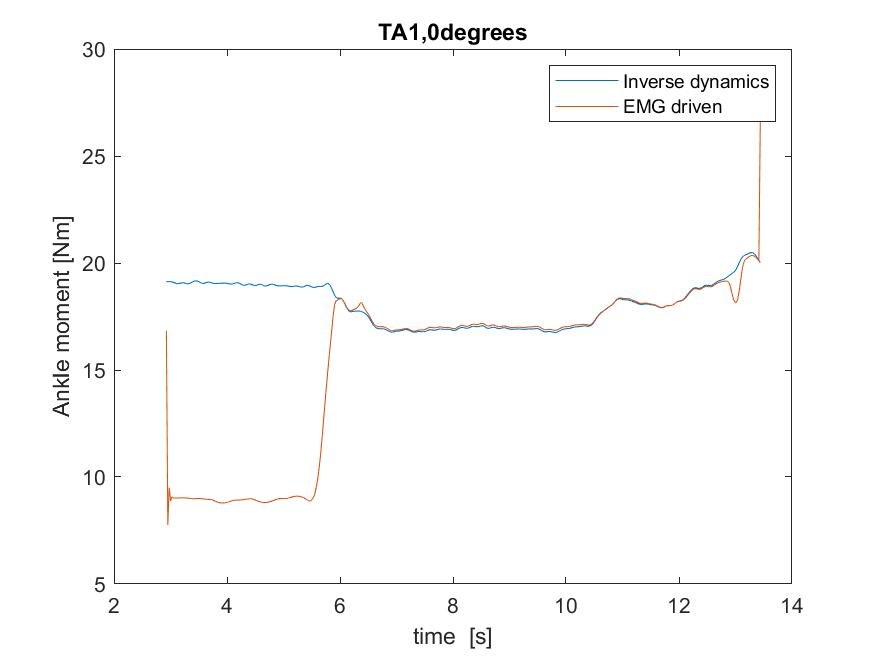 TA1,0degrees
30
25
20
15
10
5
Ankle moment [Nm]
Inverse dynamics
EMG driven
2 4 6 8 10 12 14
time [s]